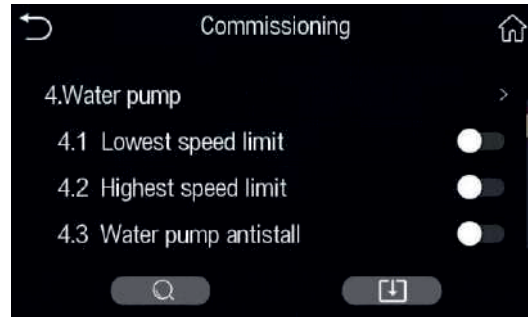 Commissioning
4.Water pump
4.1 Lowest speed limit
4.2 Highest speed limit
4.3 Water pump antistall